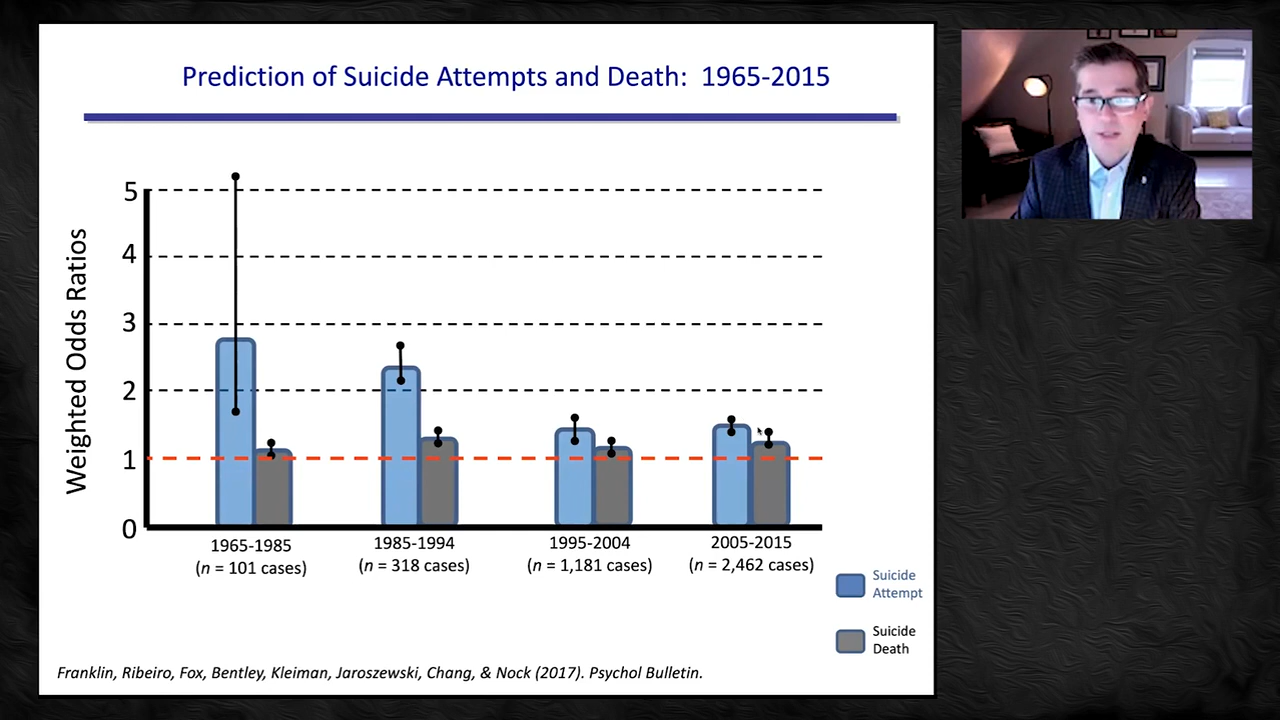 Prediction of Suicide Attempts and Death: 1965-2015
Weighted Odds Ratios
5
4
3
2
1
0
1965-1985
(n = 101 cases)
1985-1994
(n = 318 cases)
1995-2004
(n = 1,181 cases)
2005-2015
(n = 2,462 cases)
Suicide
Attempt
Suicide
Death
Franklin, Ribeiro, Fox, Bentley, Kleiman, Jaroszewski, Chang, & Nock (2017). Psychol Bulletin.